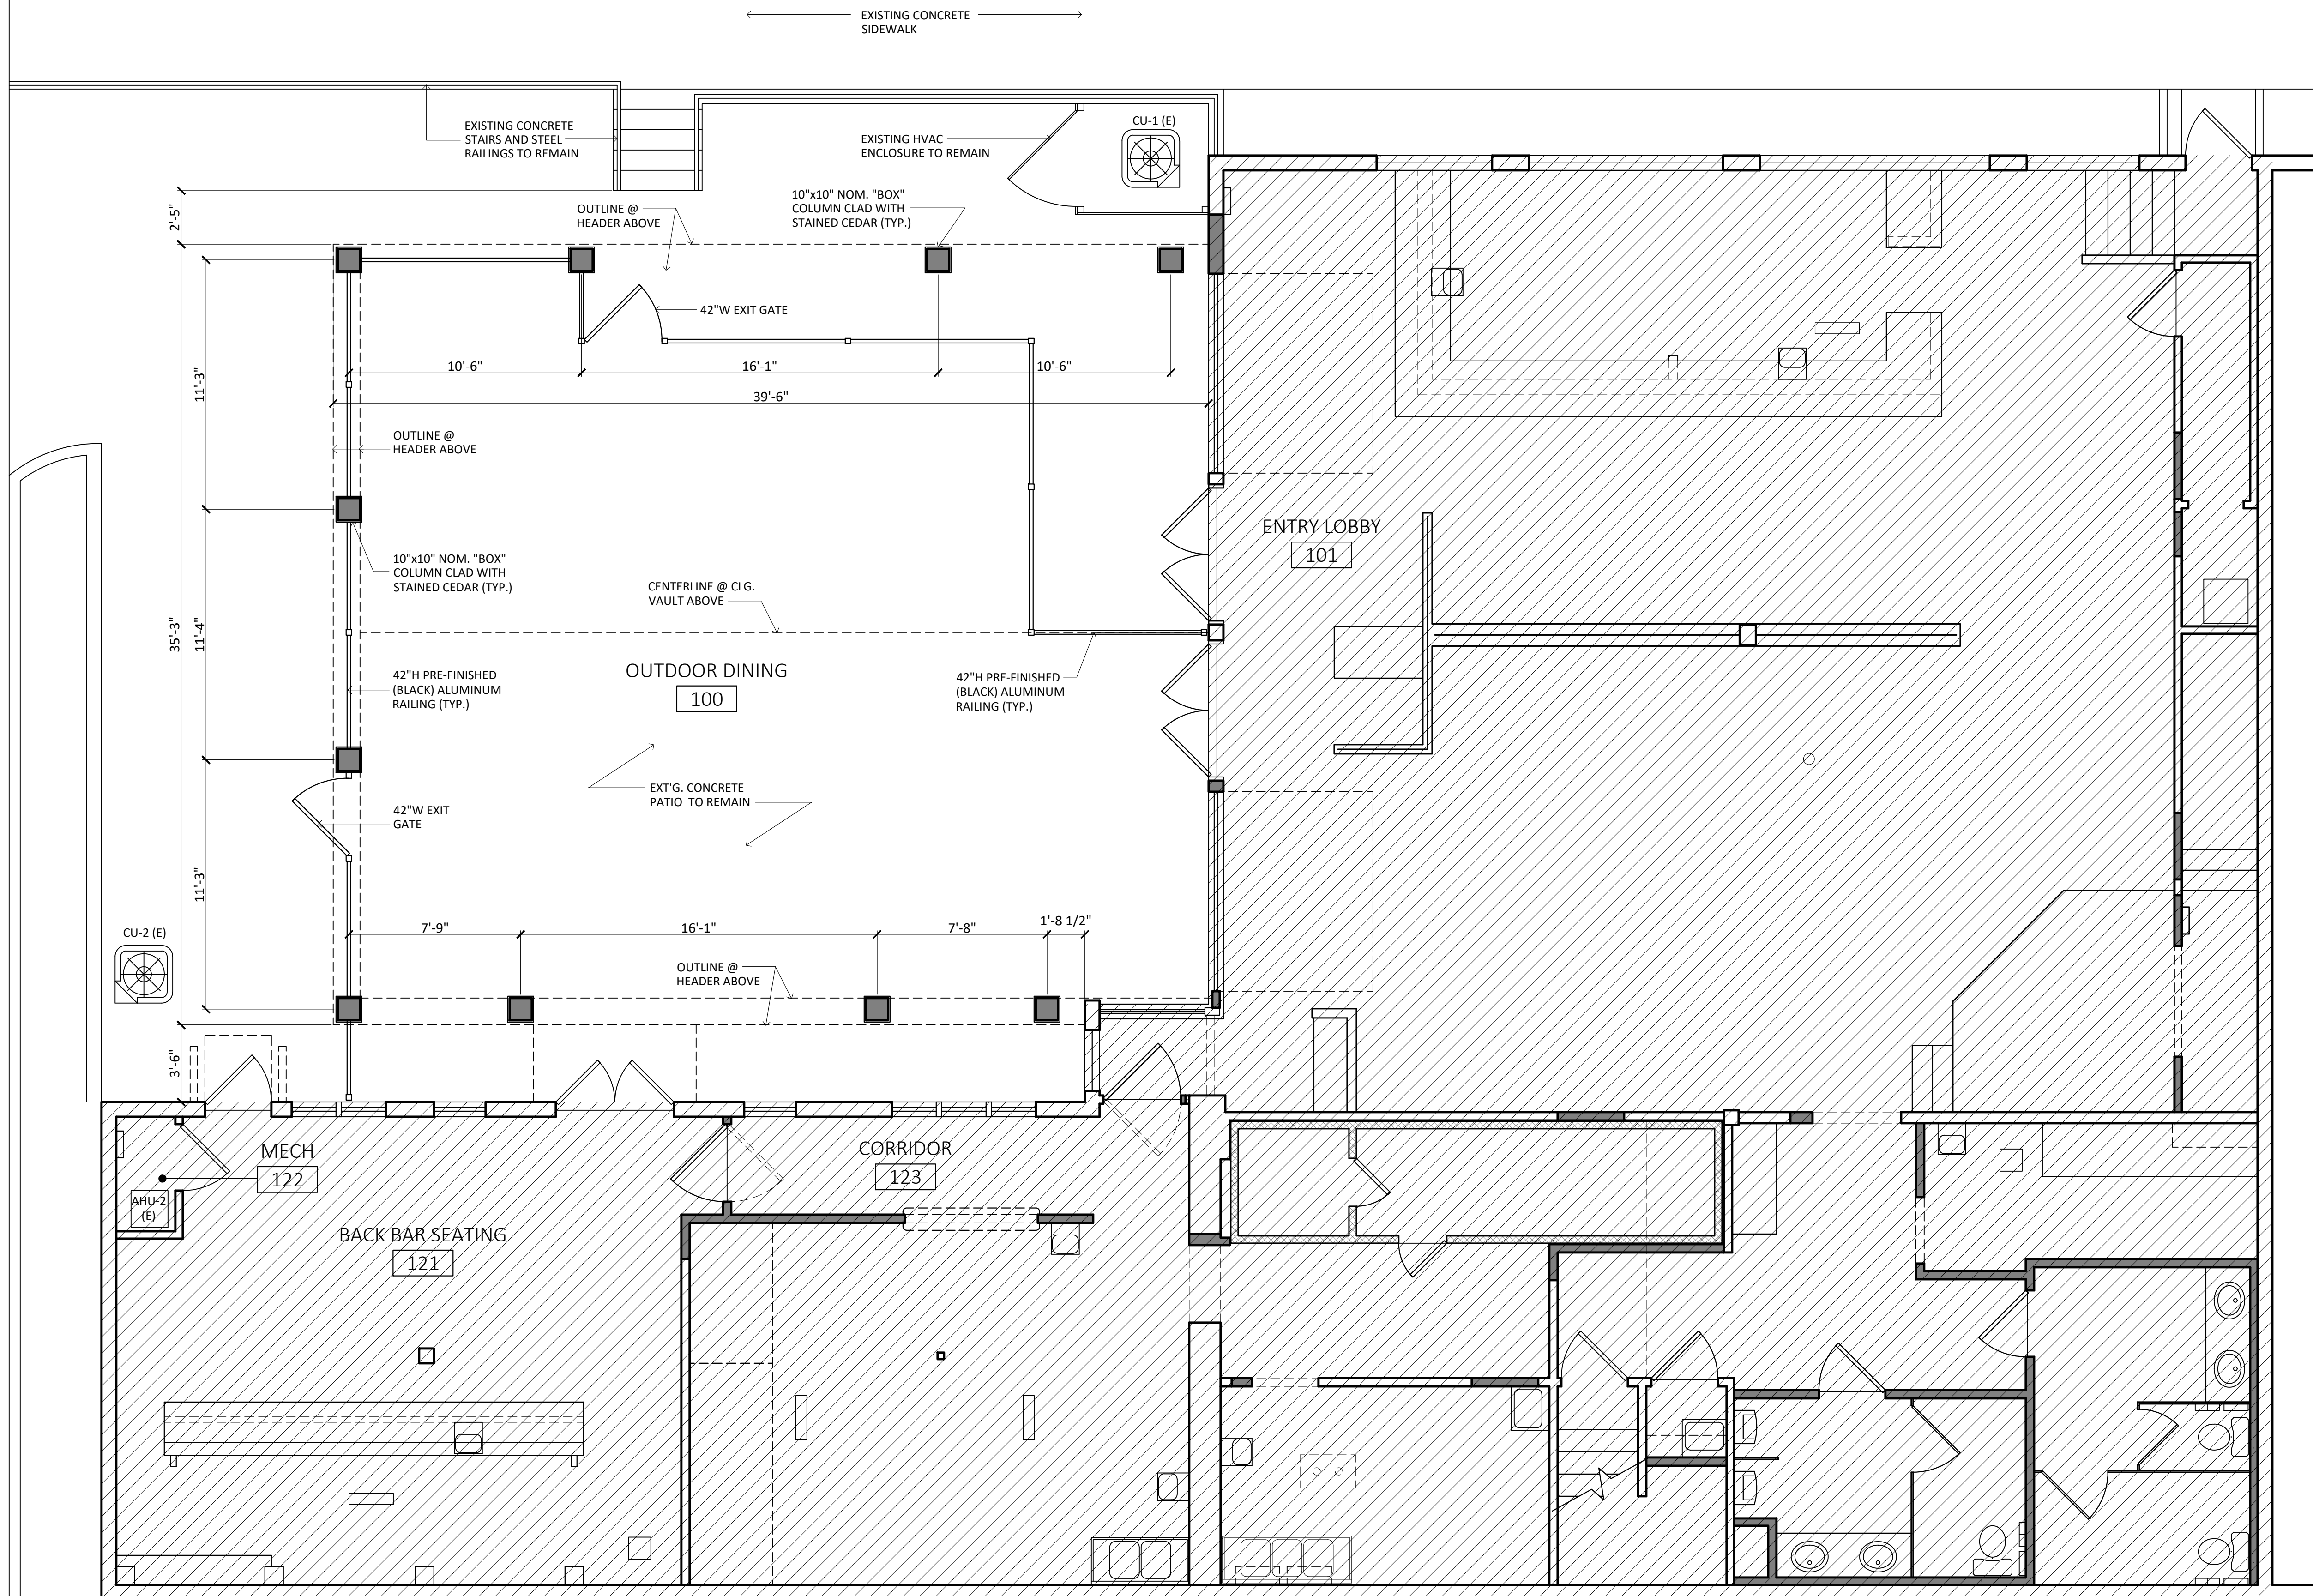 EXISTING CONCRETE
SIDEWALK
EXISTING CONCRETE
STAIRS AND STEEL
RAILINGS TO REMAIN
EXISTING HVAC
ENCLOSURE TO REMAIN
CU-1 (E)
2'-5"
OUTLINE @
HEADER ABOVE
10"x10" NOM. "BOX"
COLUMN CLAD WITH
STAINED CEDAR (TYP.)
42"W EXIT GATE
10'-6"
16'-1"
10'-6"
39'-6"
11'-3"
OUTLINE @
HEADER ABOVE
ENTRY LOBBY
101
10"x10" NOM. "BOX"
COLUMN CLAD WITH
STAINED CEDAR (TYP.)
CENTERLINE @ CLG.
VAULT ABOVE
35'-3"
11'-4"
OUTDOOR DINING
100
42"H PRE-FINISHED
(BLACK) ALUMINUM
RAILING (TYP.)
42"H PRE-FINISHED
(BLACK) ALUMINUM
RAILING (TYP.)
EXT'G. CONCRETE
PATIO TO REMAIN
42"W EXIT
GATE
11'-3"
CU-2 (E)
7'-9"
16'-1"
7'-8"
1'-8 1/2"
OUTLINE @
HEADER ABOVE
3'-6"
MECH
122
CORRIDOR
123
AHU-2
(E)
BACK BAR SEATING
121